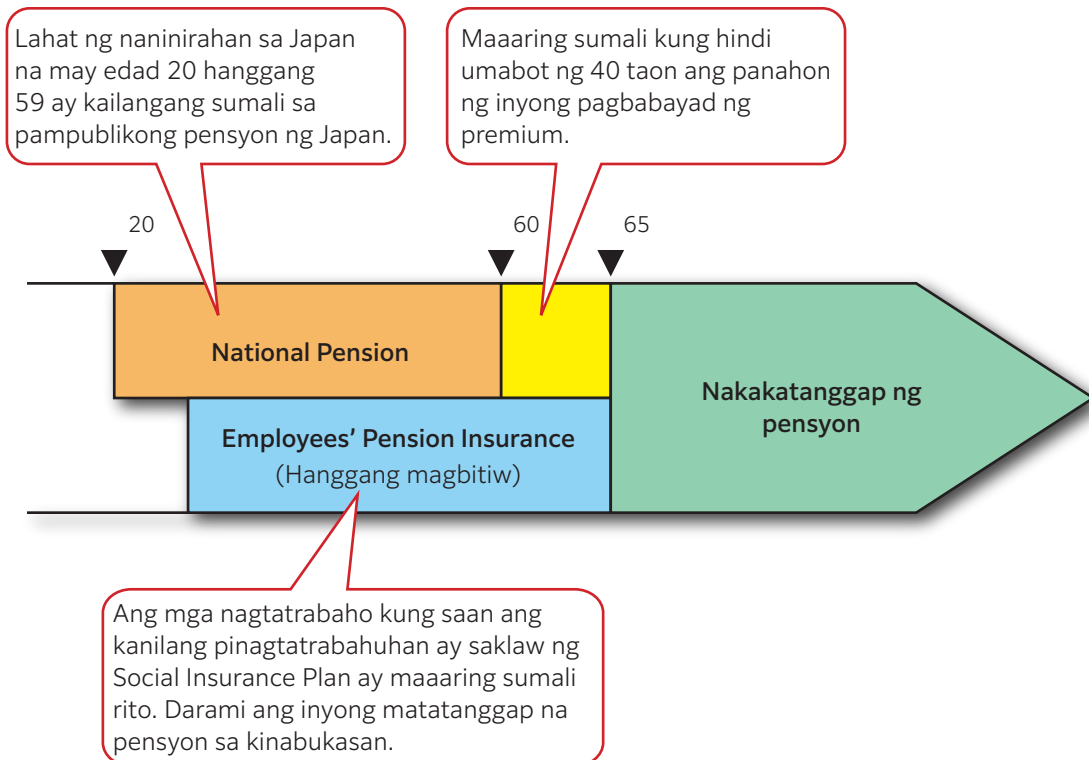 Lahat ng naninirahan sa Japan
na may edad 20 hanggang
59 ay kailangang sumali sa
pampublikong pensyon ng Japan.
Maaaring sumali kung hindi
umabot ng 40 taon ang panahon
ng inyong pagbabayad ng
premium.
20
60
65
National Pension
Employees’ Pension Insurance
(Hanggang magbitiw)
Nakakatanggap ng
pensyon
Ang mga nagtatrabaho kung saan ang
kanilang pinagtatrabahuhan ay saklaw ng
Social Insurance Plan ay maaaring sumali
rito. Darami ang inyong matatanggap na
pensyon sa kinabukasan.